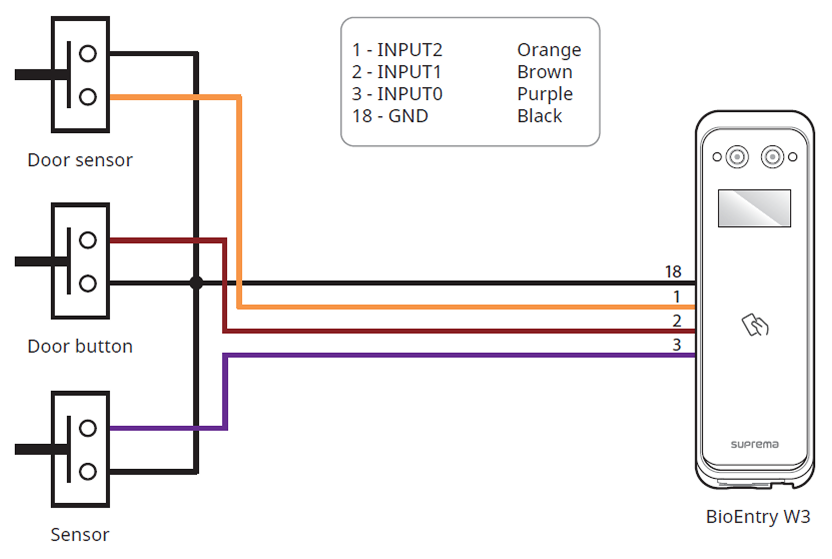 1 - INPUT2 Orange
2 - INPUT1 Brown
3 - INPUT0 Purple
18 - GND Black
Door sensor
Door button
Sensor
18
1
2
3
suprema
BioEntry W3